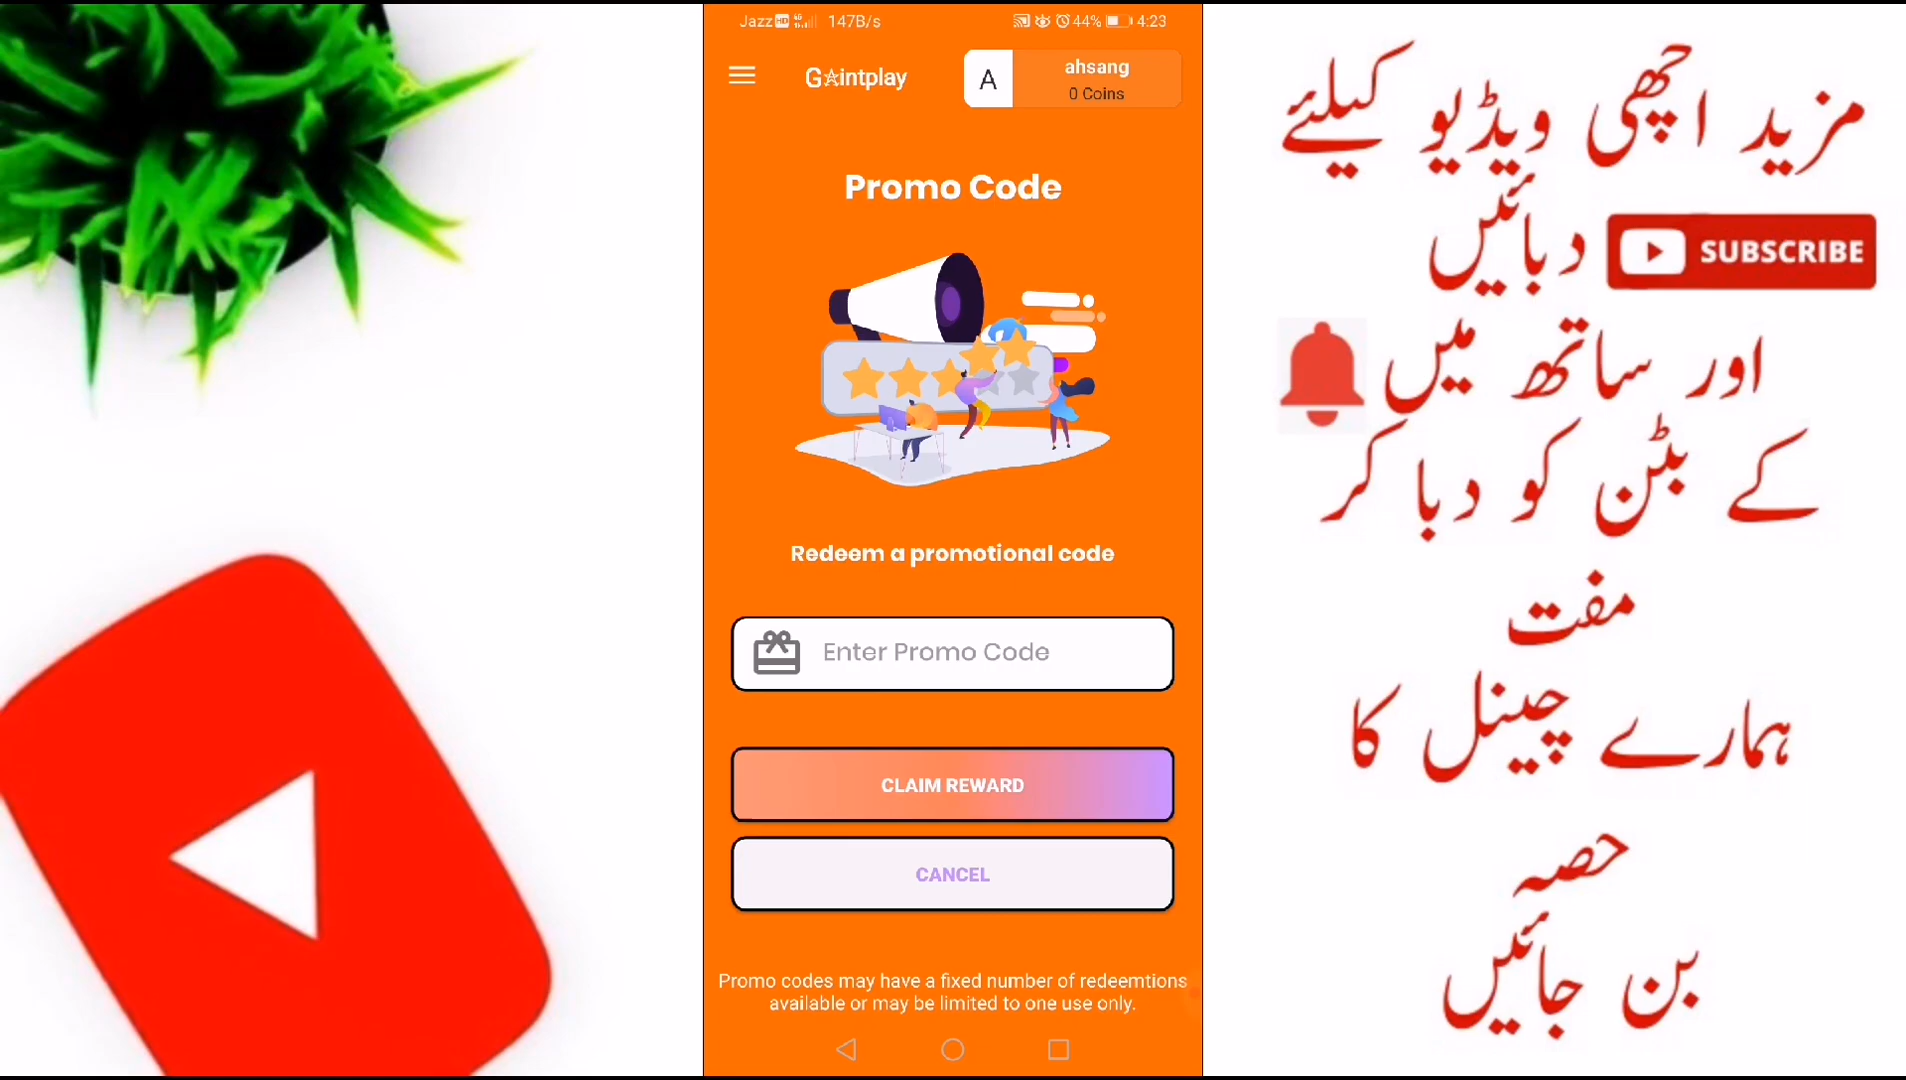 Jazz HD 4G 147B/s 44% 4:23
G☆intplay
A
ahsang
0 Coins
Promo Code
Redeem a promotional code
Enter Promo Code
CLAIM REWARD
CANCEL
Promo codes may have a fixed number of redeemtions
available or may be limited to one use only.
مزید اچھی ویڈیو کیلئے
SUBSCRIBE دبائیں
اور ساتھ میں
کے بٹن کو دبا کر
مفت
ہمارے چینل کا
حصہ
بن جائیں